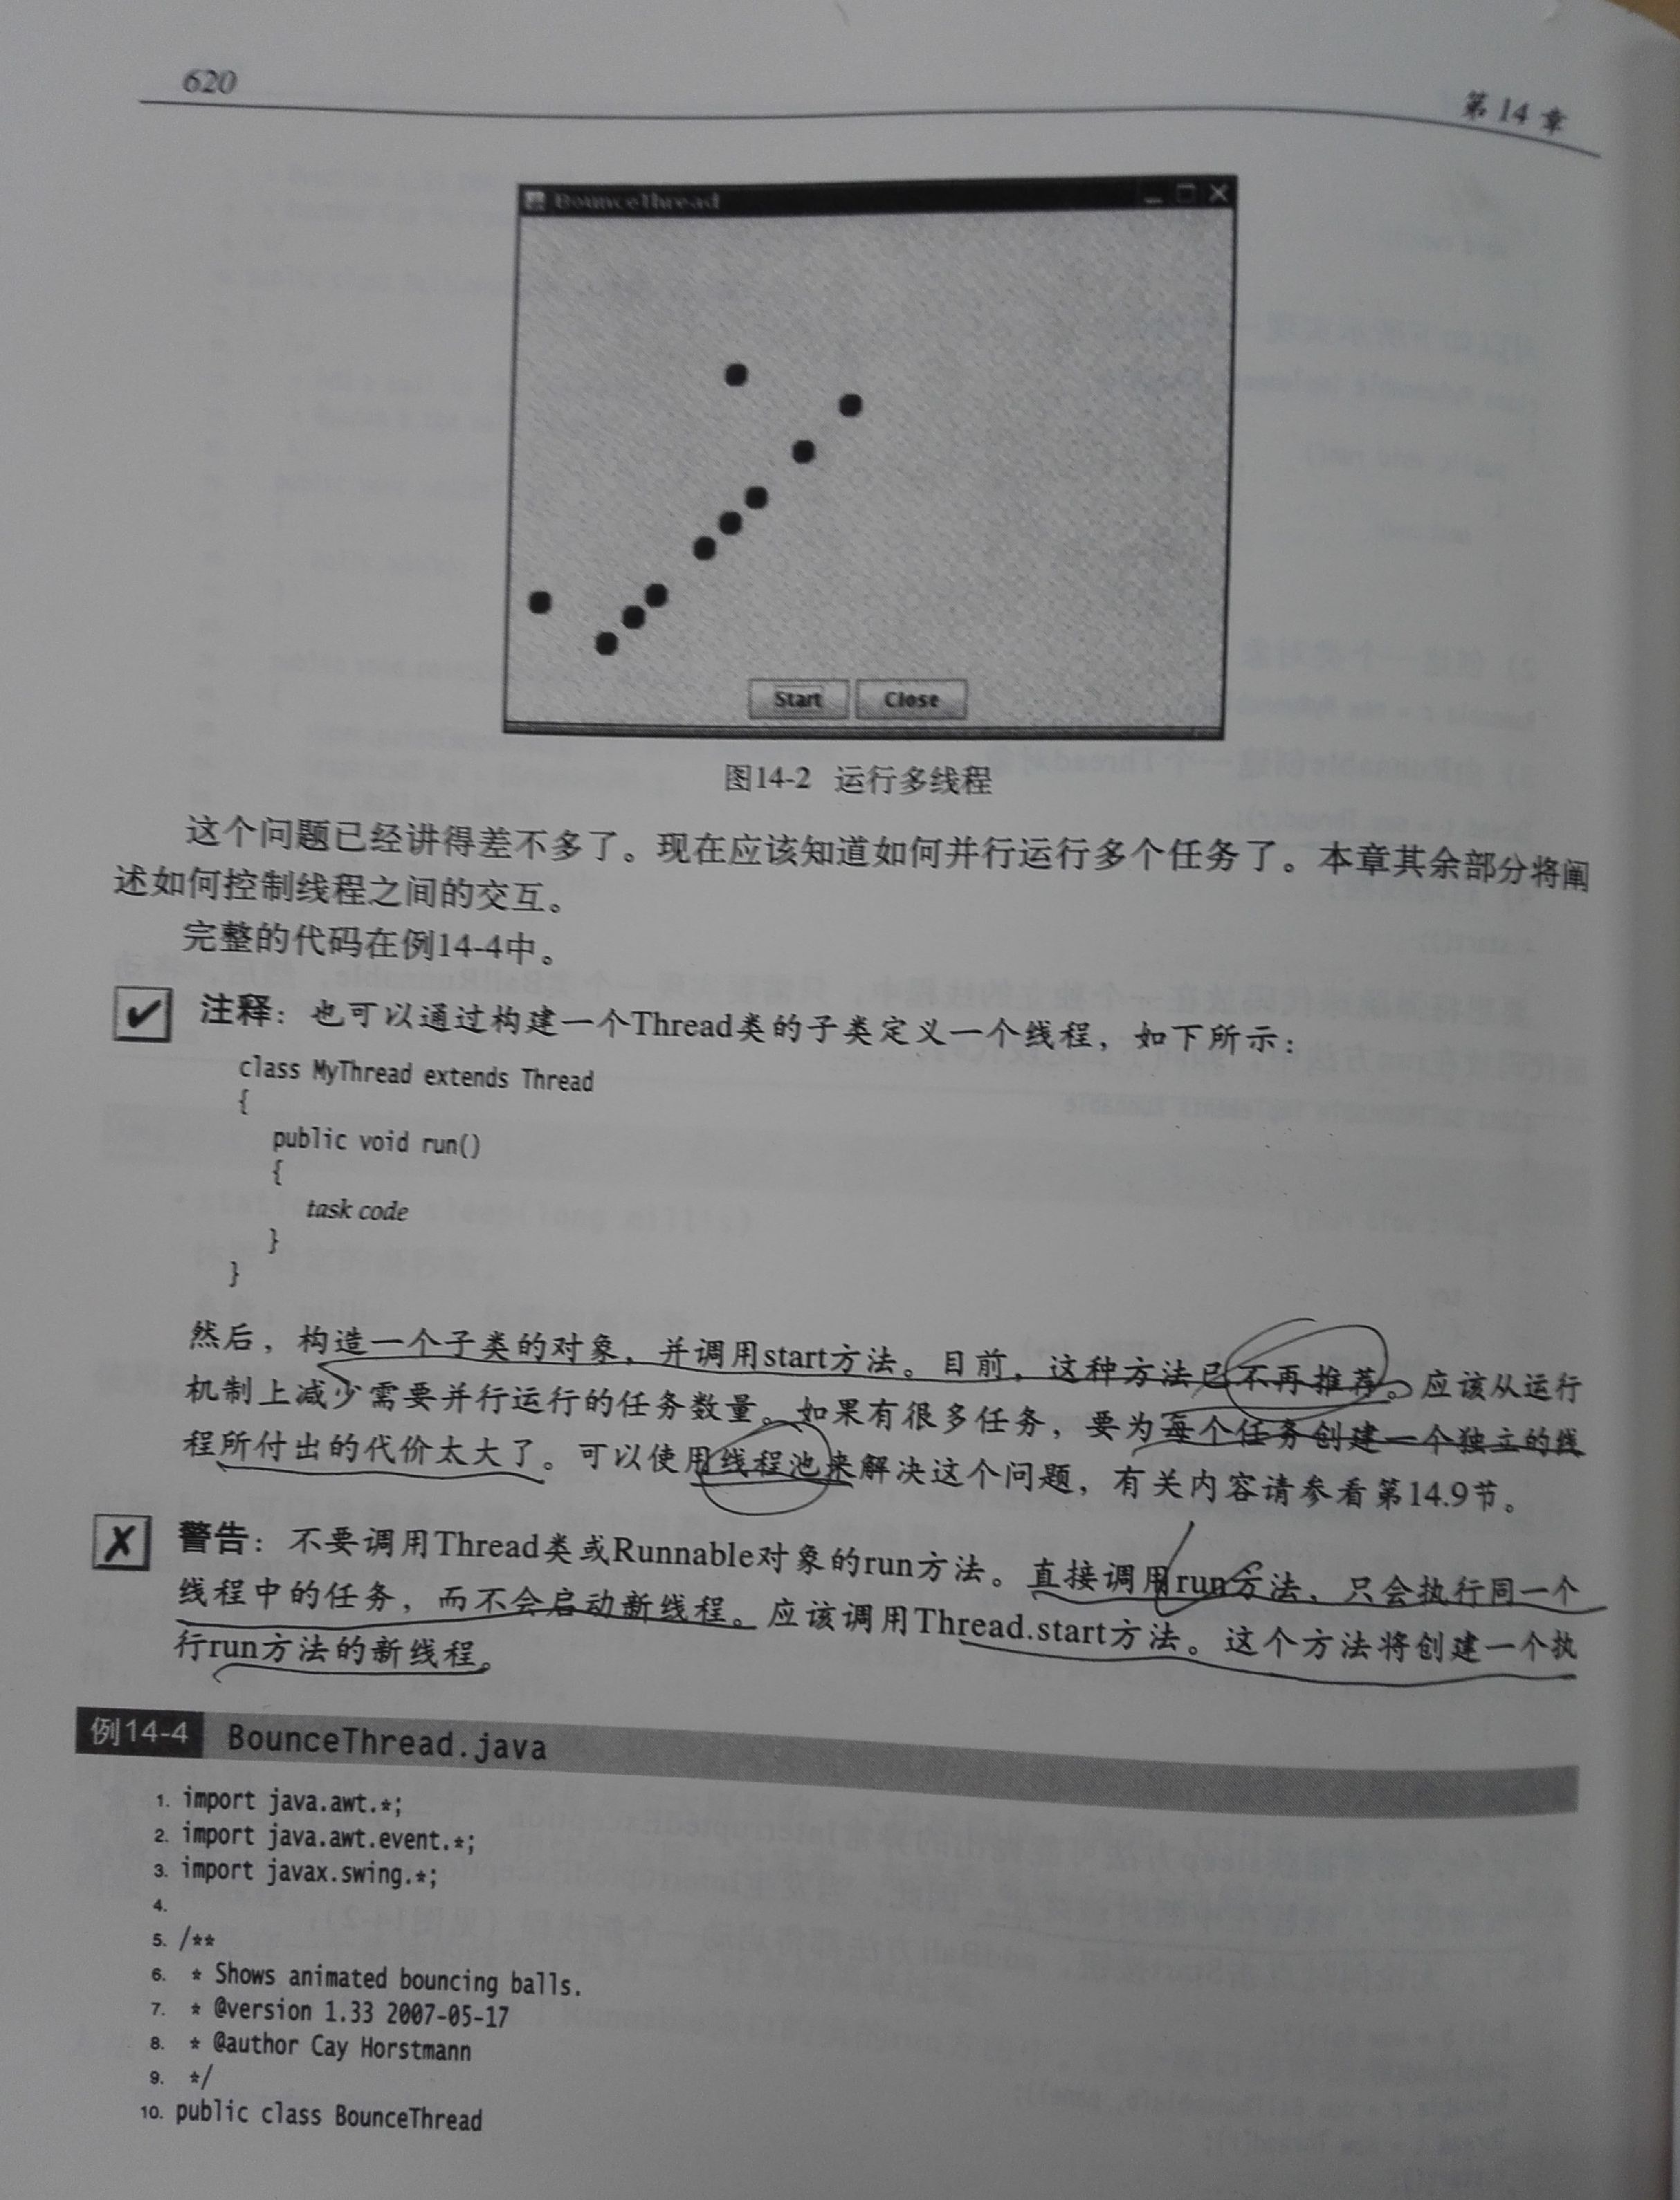 620
第 14 章
BounceThread
Start
Close
图14-2 运行多线程
这个问题已经讲得差不多了。现在应该知道如何并行运行多个任务了。本章其余部分将阐
述如何控制线程之间的交互。
完整的代码在例14-4中。
注释：也可以通过构建一个Thread类的子类定义一个线程，如下所示：
class MyThread extends Thread
{
public void run()
{
task code
}
}
然后，构造一个子类的对象，并调用start方法。目前，这种方法已不再推荐。应该从运行
机制上减少需要并行运行的任务数量。如果有很多任务，要为每个任务创建一个独立的线
程所付出的代价太大了。可以使用线程池来解决这个问题，有关内容请参看第14.9节。
警告：不要调用Thread类或Runnable对象的run方法。直接调用run方法，只会执行同一个
线程中的任务，而不会启动新线程。应该调用Thread.start方法。这个方法将创建一个执
行run方法的新线程。
例14-4 BounceThread.java
1. import java.awt.*;
2. import java.awt.event.*;
3. import javax.swing.*;
4.
5. /**
6. * Shows animated bouncing balls.
7. * @version 1.33 2007-05-17
8. * @author Cay Horstmann
9. */
10. public class BounceThread